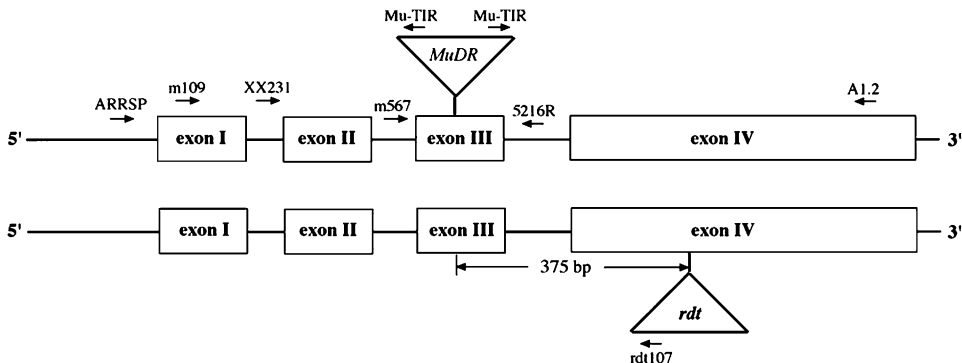 Mu-TIR Mu-TIR
MuDR
m109 XX231
ARRSP m567 5216R A1.2
5' exon I exon II exon III exon IV 3'
5' exon I exon II exon III exon IV 3'
375 bp
rdt
rdt107